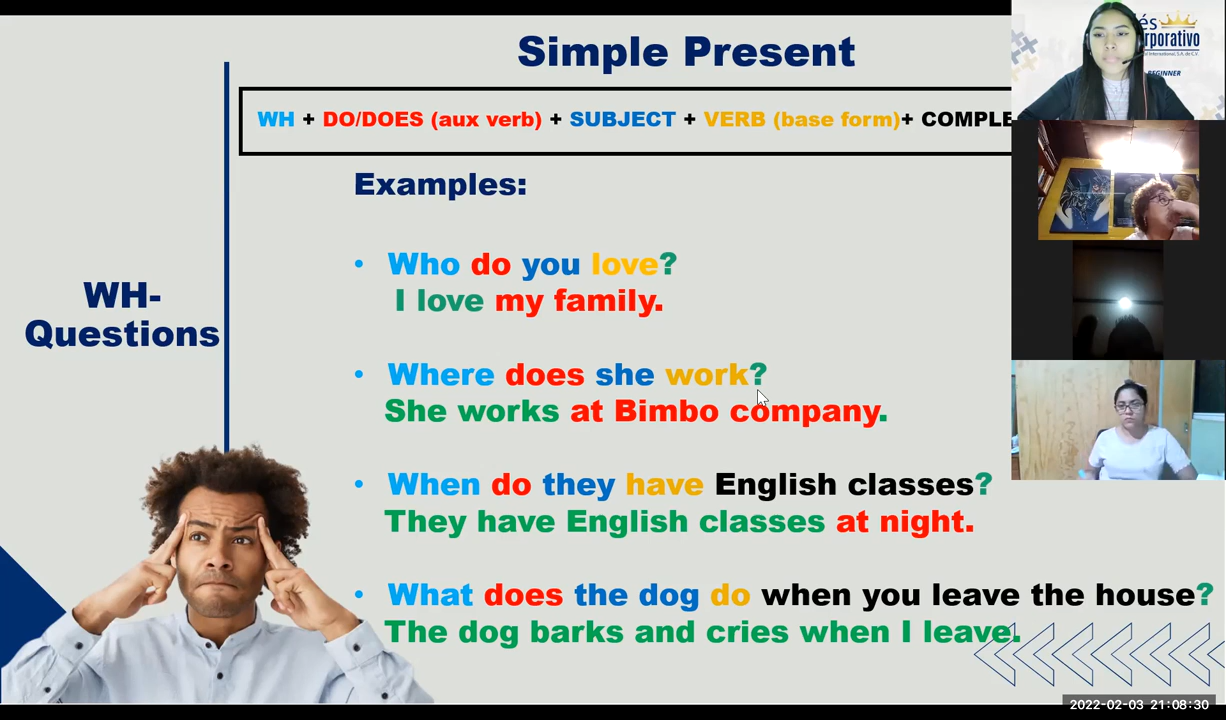 Simple Present
WH + DO/DOES (aux verb) + SUBJECT + VERB (base form)+ COMPLE
Examples:
WH-
Questions
• Who do you love?
I love my family.
• Where does she work?
She works at Bimbo company.
• When do they have English classes?
They have English classes at night.
• What does the dog do when you leave the house?
The dog barks and cries when I leave.
és
rporativo
BEGINNER
2022-02-03 21:08:30